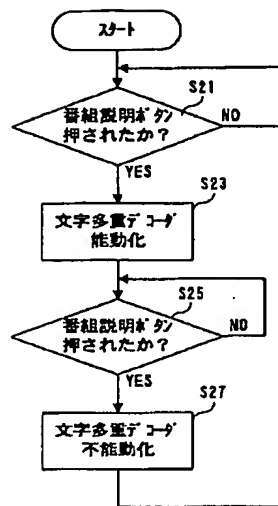 スタート
S21
番組説明ボタン
押されたか？
NO
YES
S23
文字多重デコーダ
能動化
S25
番組説明ボタン
押されたか？
NO
YES
S27
文字多重デコーダ
不能動化